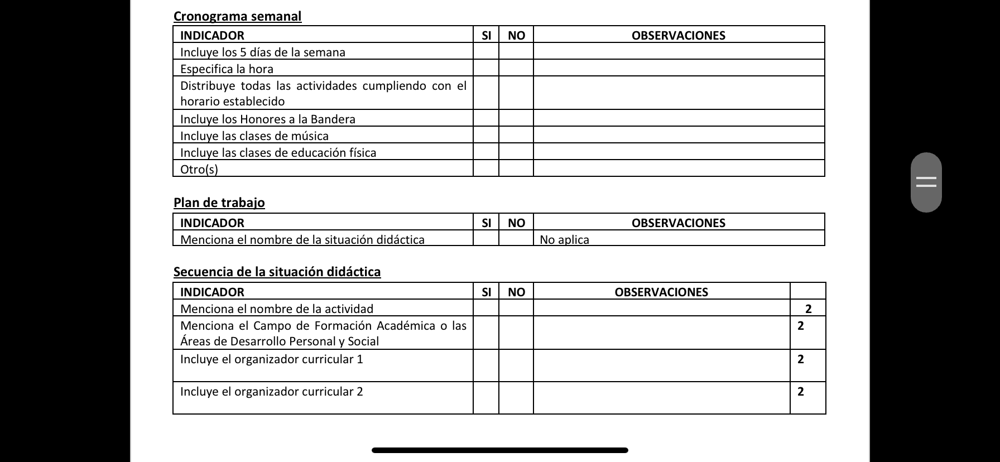 Cronograma semanal
INDICADOR SI NO OBSERVACIONES
Incluye los 5 días de la semana
Especifica la hora
Distribuye todas las actividades cumpliendo con el
horario establecido
Incluye los Honores a la Bandera
Incluye las clases de música
Incluye las clases de educación física
Otro(s)
Plan de trabajo
INDICADOR SI NO OBSERVACIONES
Menciona el nombre de la situación didáctica No aplica
Secuencia de la situación didáctica
INDICADOR SI NO OBSERVACIONES
Menciona el nombre de la actividad 2
Menciona el Campo de Formación Académica o las 2
Áreas de Desarrollo Personal y Social
Incluye el organizador curricular 1 2
Incluye el organizador curricular 2 2